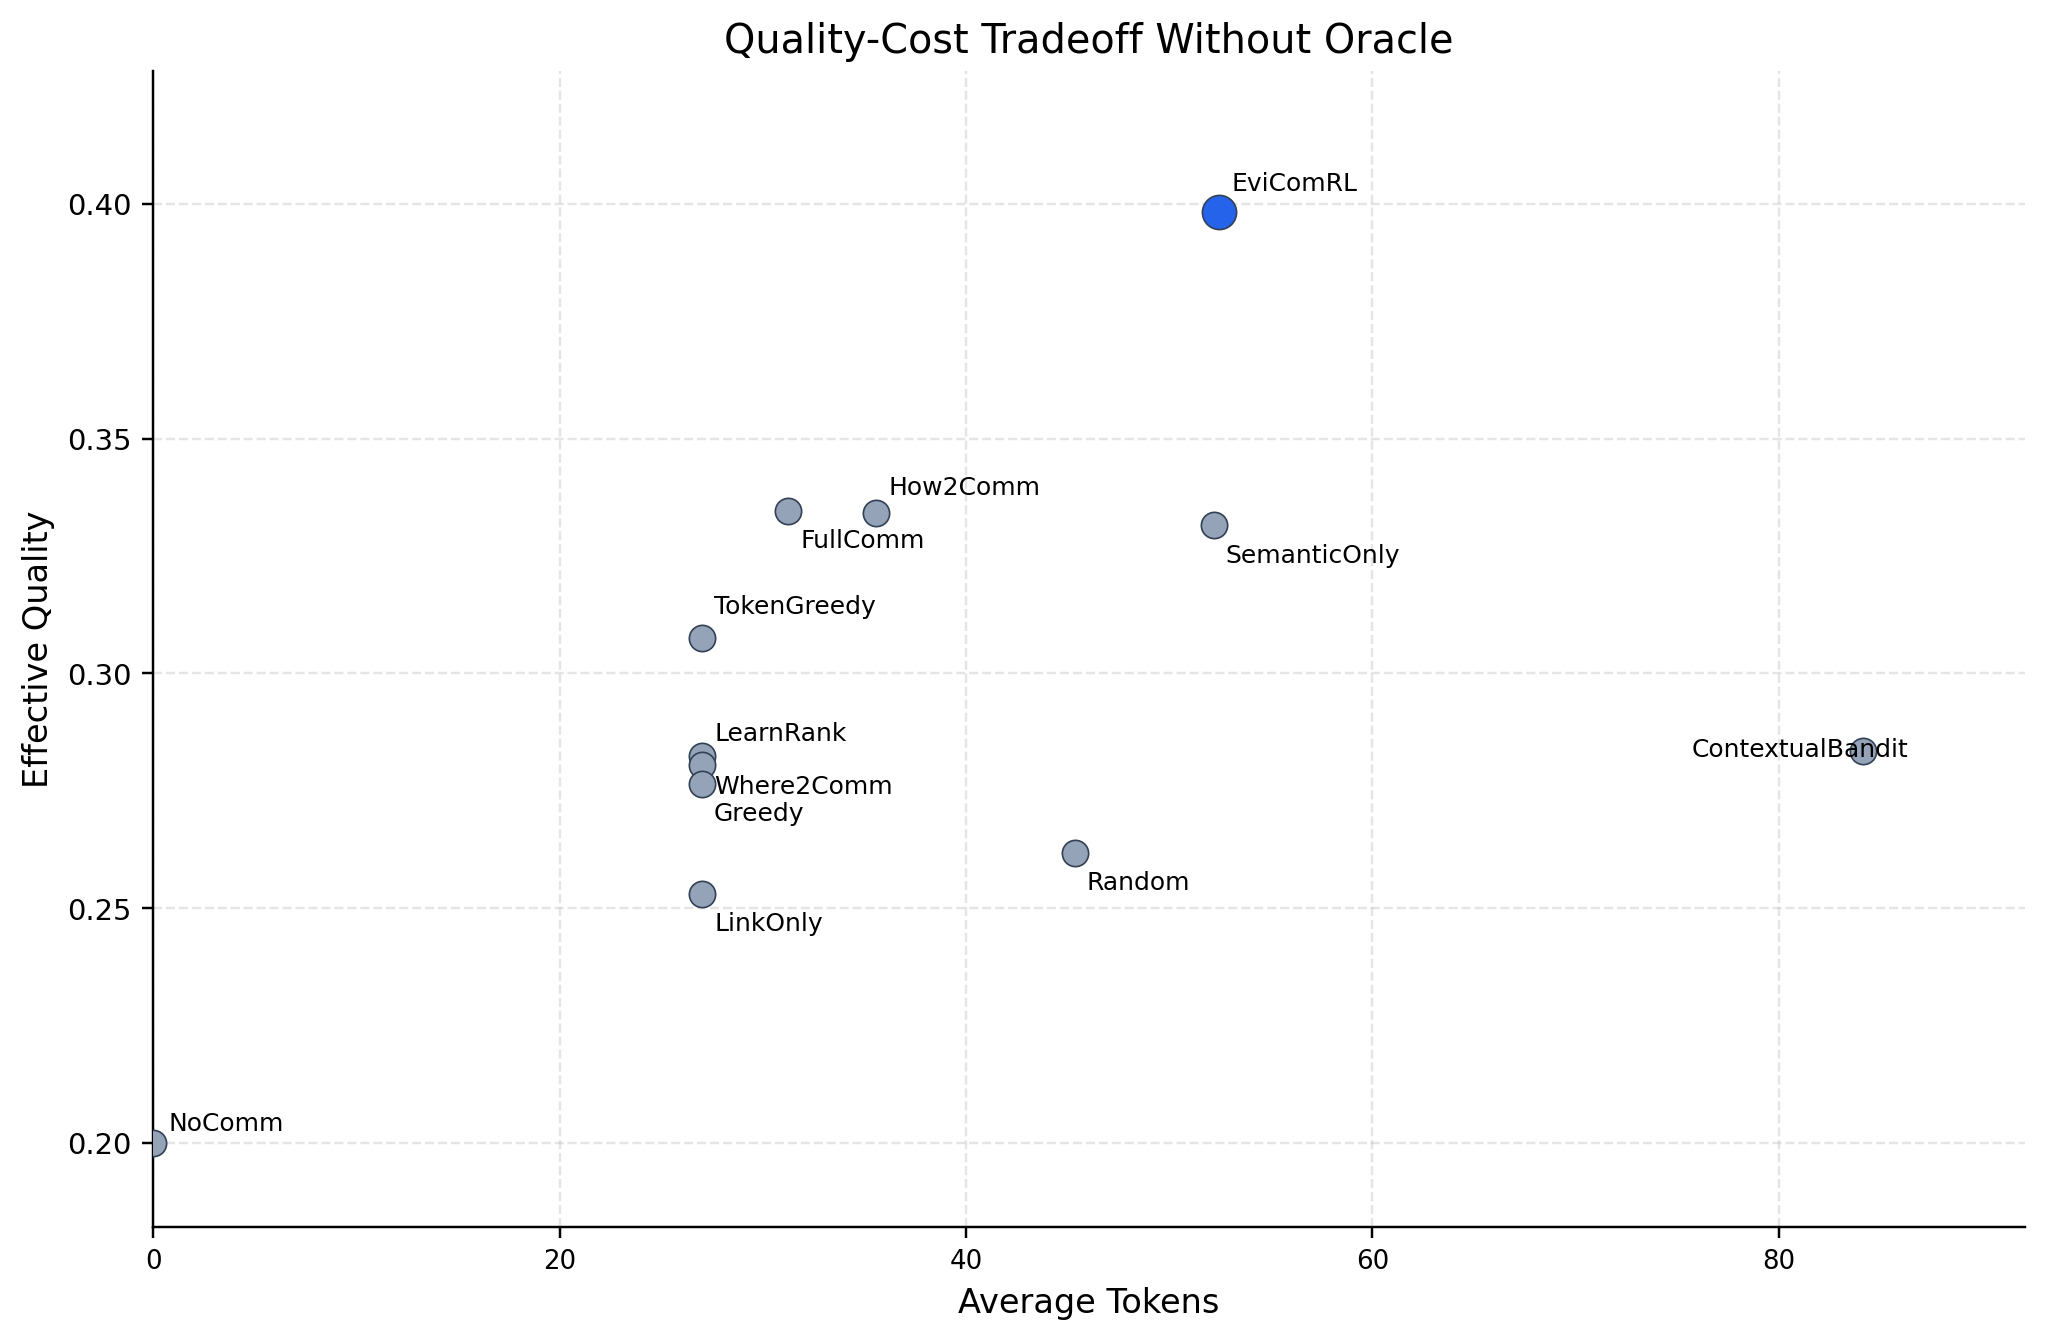 Quality-Cost Tradeoff Without Oracle
Effective Quality
0.40
0.35
0.30
0.25
0.20
EviComRL
How2Comm
FullComm
SemanticOnly
TokenGreedy
LearnRank
ContextualBandit
Where2Comm
Greedy
Random
LinkOnly
NoComm
0
20
40
60
80
Average Tokens